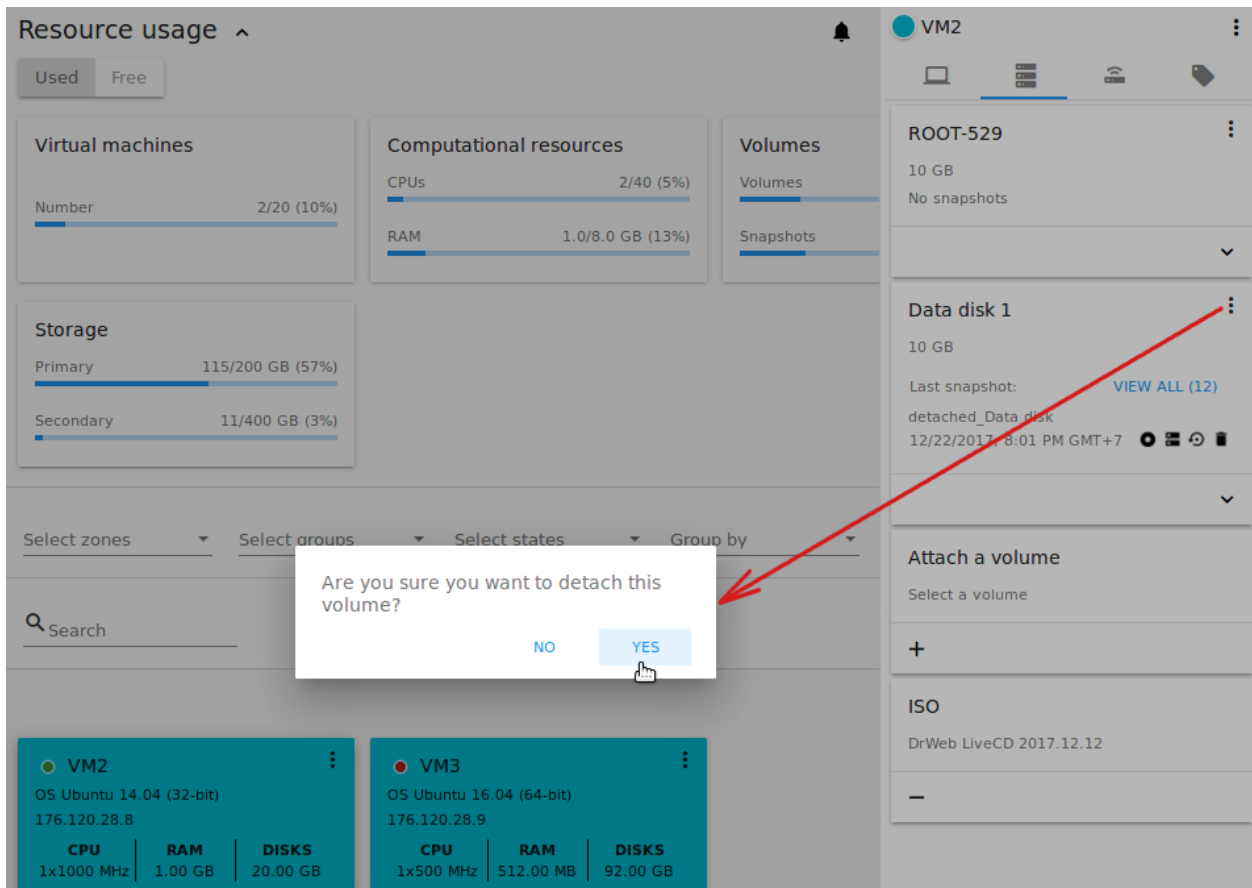 Resource usage
Used Free
Virtual machines
Number 2/20 (10%)
Computational resources
CPUs 2/40 (5%)
RAM 1.0/8.0 GB (13%)
Volumes
Volumes
Snapshots
Storage
Primary 115/200 GB (57%)
Secondary 11/400 GB (3%)
Select zones Select groups Select states Group by
Search
Are you sure you want to detach this
volume?
NO YES
VM2
OS Ubuntu 14.04 (32-bit)
176.120.28.8
CPU RAM DISKS
1x1000 MHz 1.00 GB 20.00 GB
VM3
OS Ubuntu 16.04 (64-bit)
176.120.28.9
CPU RAM DISKS
1x500 MHz 512.00 MB 92.00 GB
VM2
ROOT-529
10 GB
No snapshots
Data disk 1
10 GB
Last snapshot: VIEW ALL (12)
detached_Data disk
12/22/2017, 8:01 PM GMT+7
Attach a volume
Select a volume
ISO
DrWeb LiveCD 2017.12.12